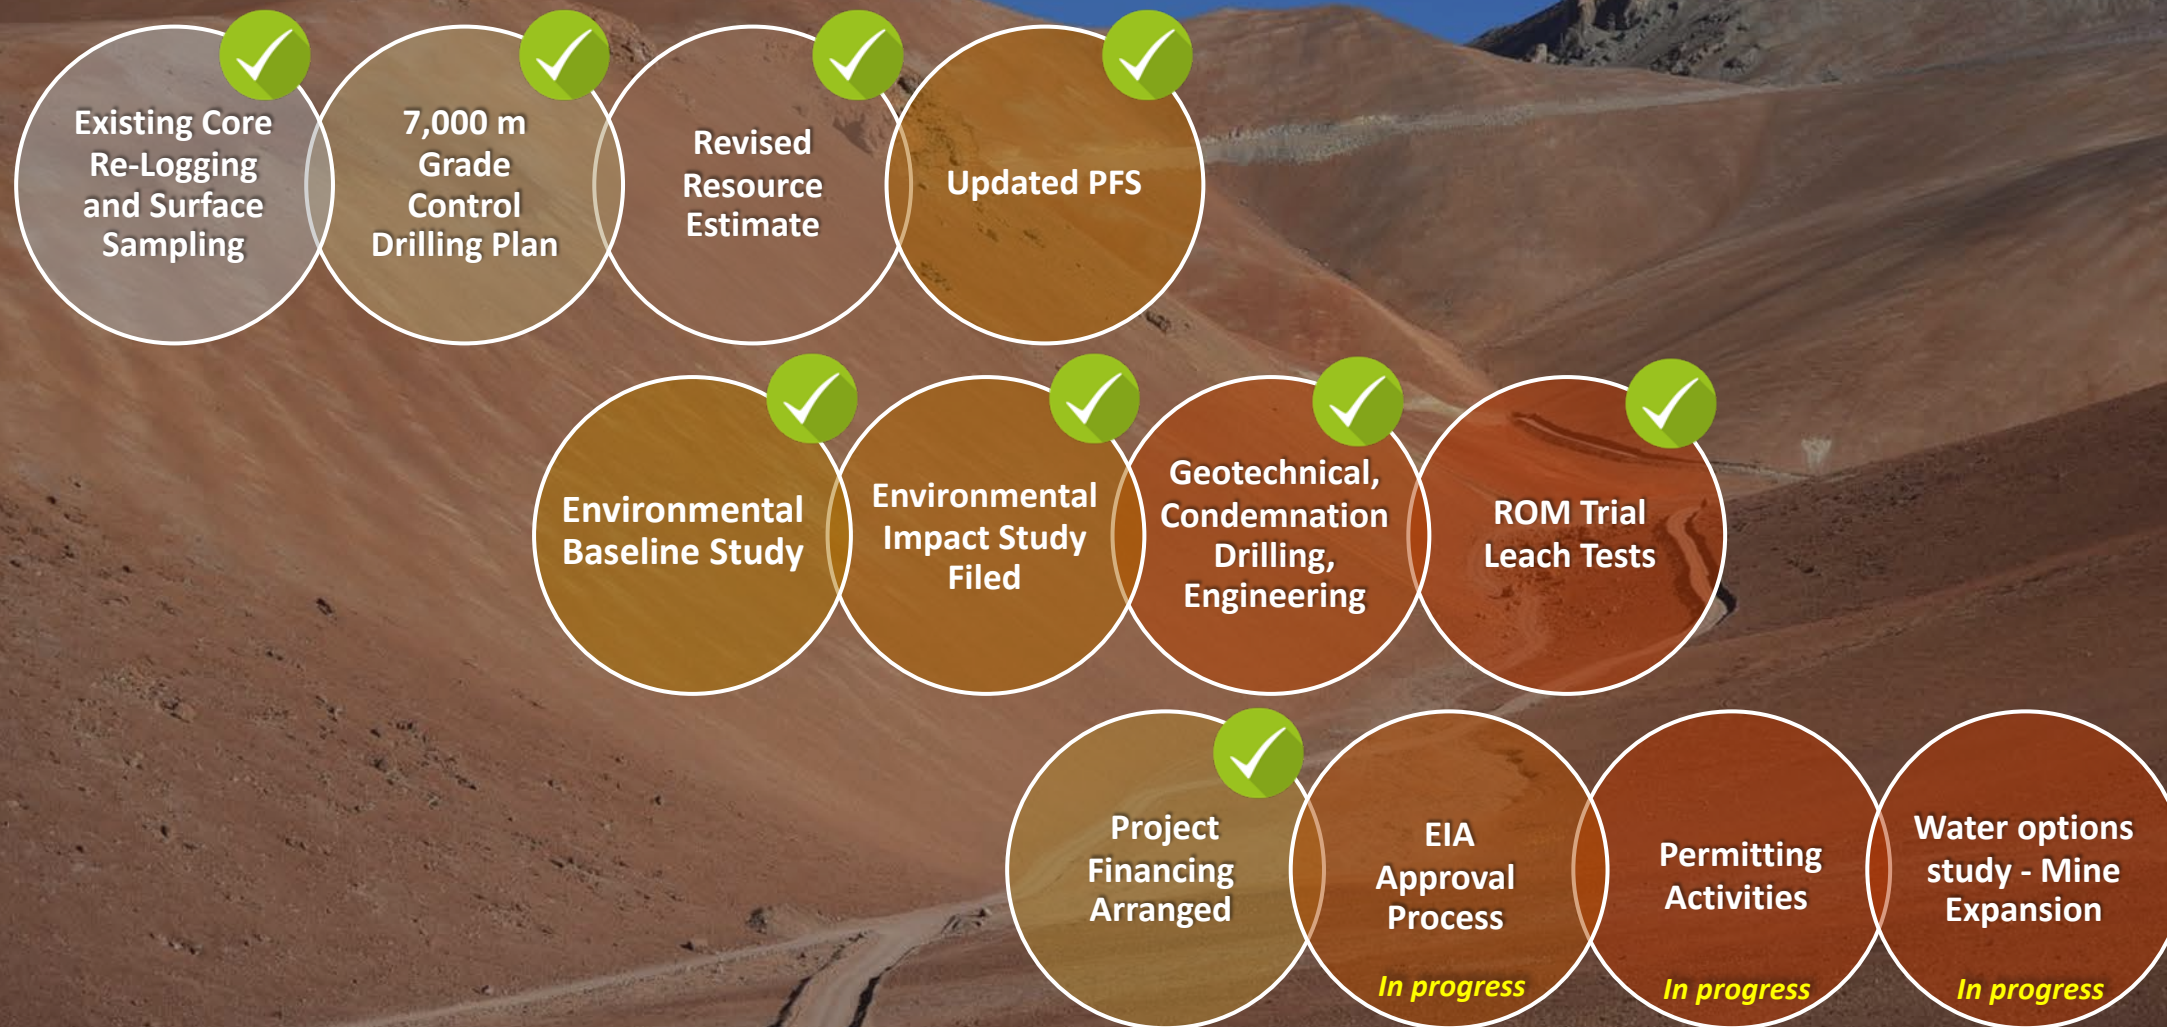 Existing Core
Re-Logging
and Surface
Sampling
7,000 m
Grade
Control
Drilling Plan
Revised
Resource
Estimate
Updated PFS
Environmental
Baseline Study
Environmental
Impact Study
Filed
Geotechnical,
Condemnation
Drilling,
Engineering
ROM Trial
Leach Tests
Project
Financing
Arranged
EIA
Approval
Process
In progress
Permitting
Activities
In progress
Water options
study - Mine
Expansion
In progress